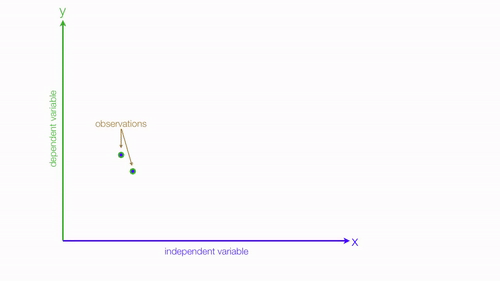 y
dependent variable
observations
x
independent variable